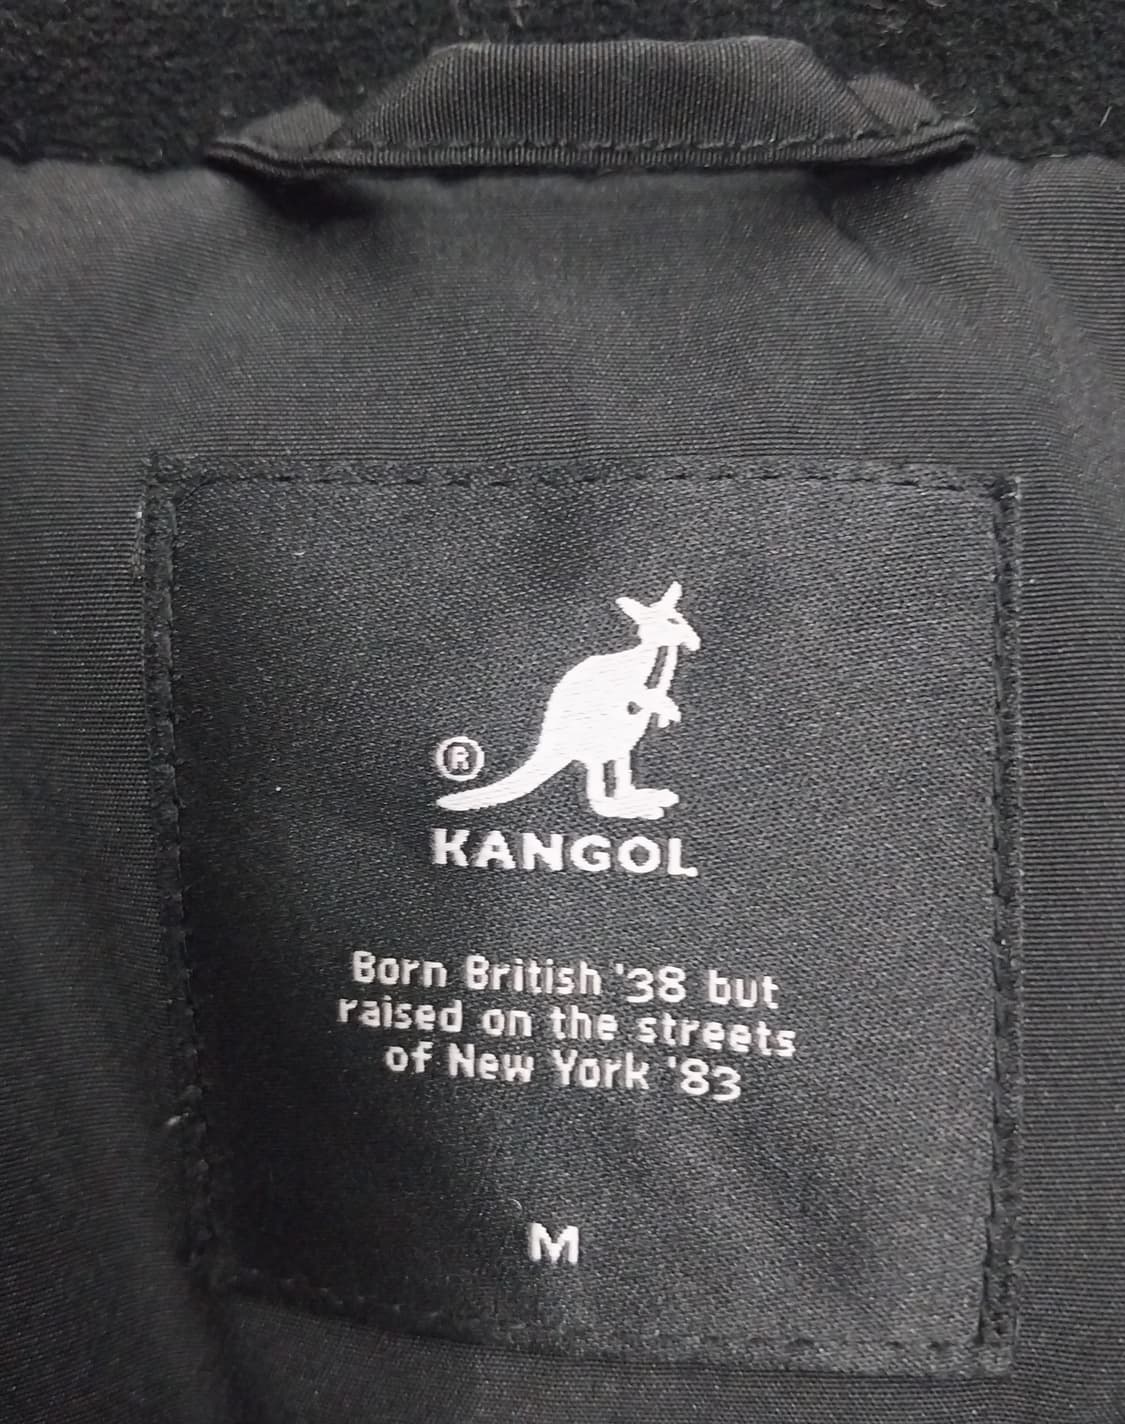 ®
KANGOL
Born British '38 but
raised on the streets
of New York '83
M